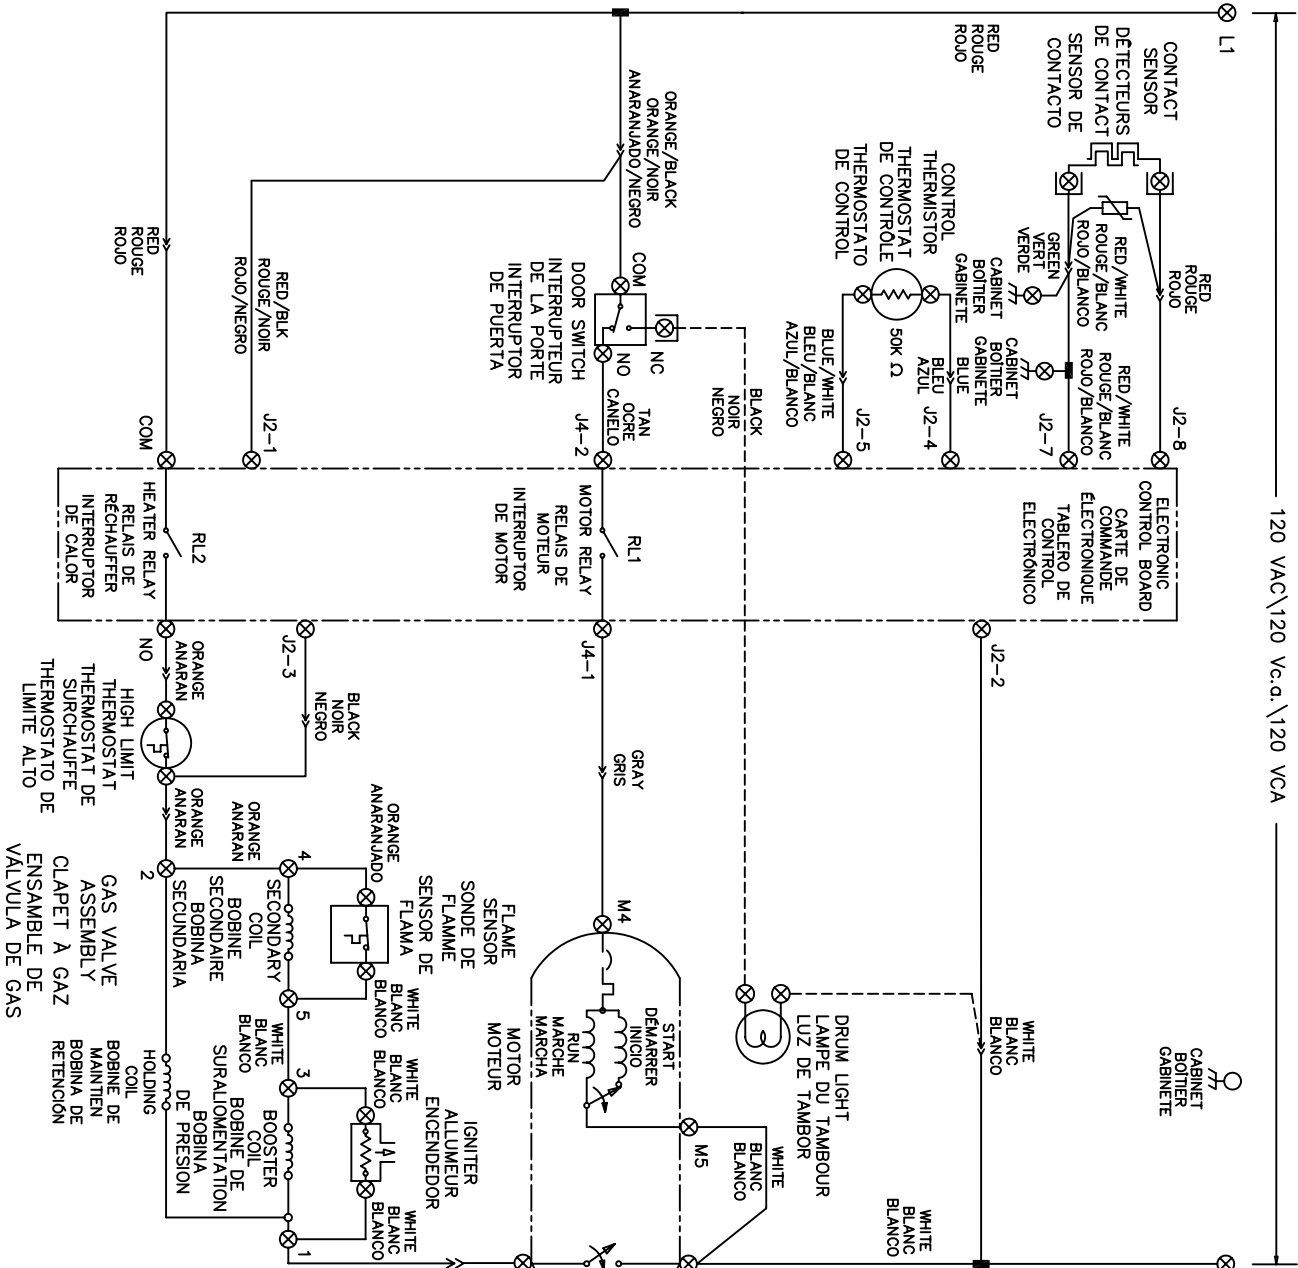 120 VAC\120 Vc.a.\120 VCA
L1
RED
ROUGE
ROJO
CONTACT
SENSOR
DÉTECTEURS
DE CONTACT
SENSOR DE
CONTACTO
RED
ROUGE
ROJO
J2-8
RED/WHITE
ROUGE/BLANC
ROJO/BLANCO
RED/WHITE
ROUGE/BLANC
ROJO/BLANCO
J2-7
GREEN
VERT
VERDE
CABINET
BOÎTIER
GABINETE
CABINET
BOÎTIER
GABINETE
CONTROL
THERMISTOR
THERMOSTAT
DE CONTRÔLE
THERMOSTATO
DE CONTROL
50K Ω
BLUE
BLEU
AZUL
J2-4
BLUE/WHITE
BLEU/BLANC
AZUL/BLANCO
J2-5
BLACK
NOIR
NEGRO
ORANGE/BLACK
ORANGE/NOIR
ANARANJADO/NEGRO
COM
NC
NO
DOOR SWITCH
INTERRUPTEUR
DE LA PORTE
INTERRUPTOR
DE PUERTA
TAN
OCRE
CANELO
J4-2
RED/BLK
ROUGE/NOIR
ROJO/NEGRO
J2-1
RED
ROUGE
ROJO
COM
ELECTRONIC
CONTROL BOARD
CARTE DE
COMMANDE
ÉLECTRONIQUE
TABLERO DE
CONTROL
ELECTRÓNICO
RL1
MOTOR RELAY
RELAIS DE
MOTEUR
INTERRUPTOR
DE MOTOR
RL2
HEATER RELAY
RELAIS DE
RÉCHAUFFER
INTERRUPTOR
DE CALOR
J2-2
J4-1
J2-3
NO
GRAY
GRIS
BLACK
NOIR
NEGRO
ORANGE
ANARAN
HIGH LIMIT
THERMOSTAT
THERMOSTAT DE
SURCHAUFFE
THERMOSTATO DE
LIMITE ALTO
ORANGE
ANARAN
2
GAS VALVE
ASSEMBLY
CLAPET À GAZ
ENSAMBLE DE
VÁLVULA DE GAS
ORANGE
ANARAN
4
SECONDARY
COIL
BOBINE
SECONDAIRE
BOBINA
SECUNDARIA
ORANGE
ANARANJADO
FLAME
SENSOR
SONDE DE
FLAMME
SENSOR DE
FLAMA
WHITE
BLANC
BLANCO
5
WHITE
BLANC
BLANCO
3
WHITE
BLANC
BLANCO
IGNITER
ALLUMEUR
ENCENDEDOR
WHITE
BLANC
BLANCO
BOOSTER
COIL
BOBINE DE
SURALIOMENTATION
BOBINA
DE PRESION
HOLDING
COIL
BOBINE DE
MAINTIEN
BOBINA DE
RETENCIÓN
1
M4
START
DÉMARRER
INICIO
RUN
MARCHE
MARCHA
MOTOR
MOTEUR
M5
WHITE
BLANC
BLANCO
DRUM LIGHT
LAMPE DU TAMBOUR
LUZ DE TAMBOR
WHITE
BLANC
BLANCO
WHITE
BLANC
BLANCO
CABINET
BOÎTIER
GABINETE